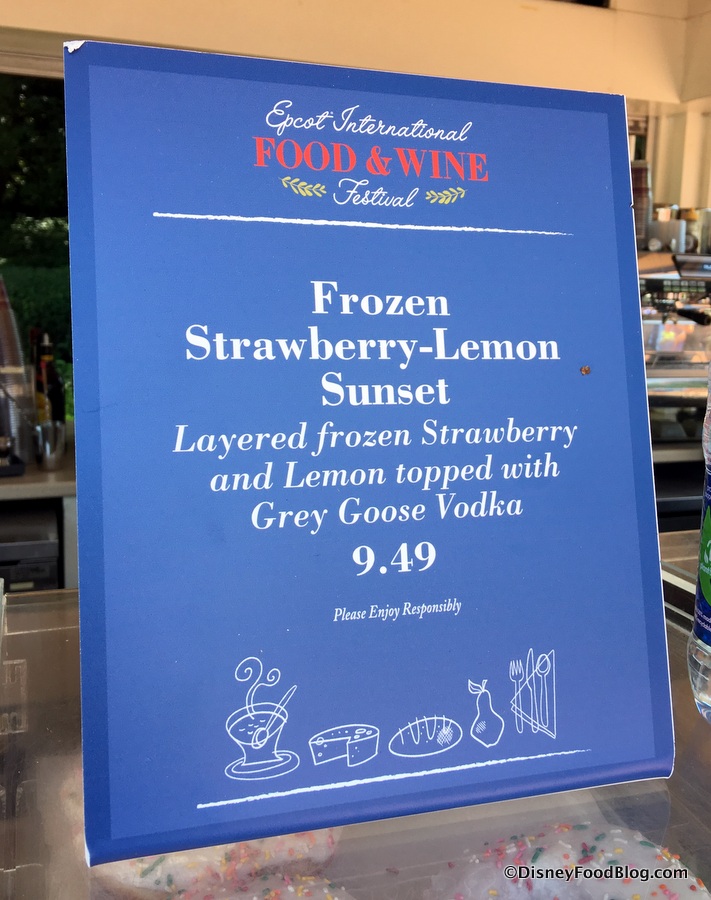 Epcot International
FOOD & WINE
Festival
Frozen
Strawberry-Lemon
Sunset
Layered frozen Strawberry
and Lemon topped with
Grey Goose Vodka
9.49
Please Enjoy Responsibly
©DisneyFoodBlog.com